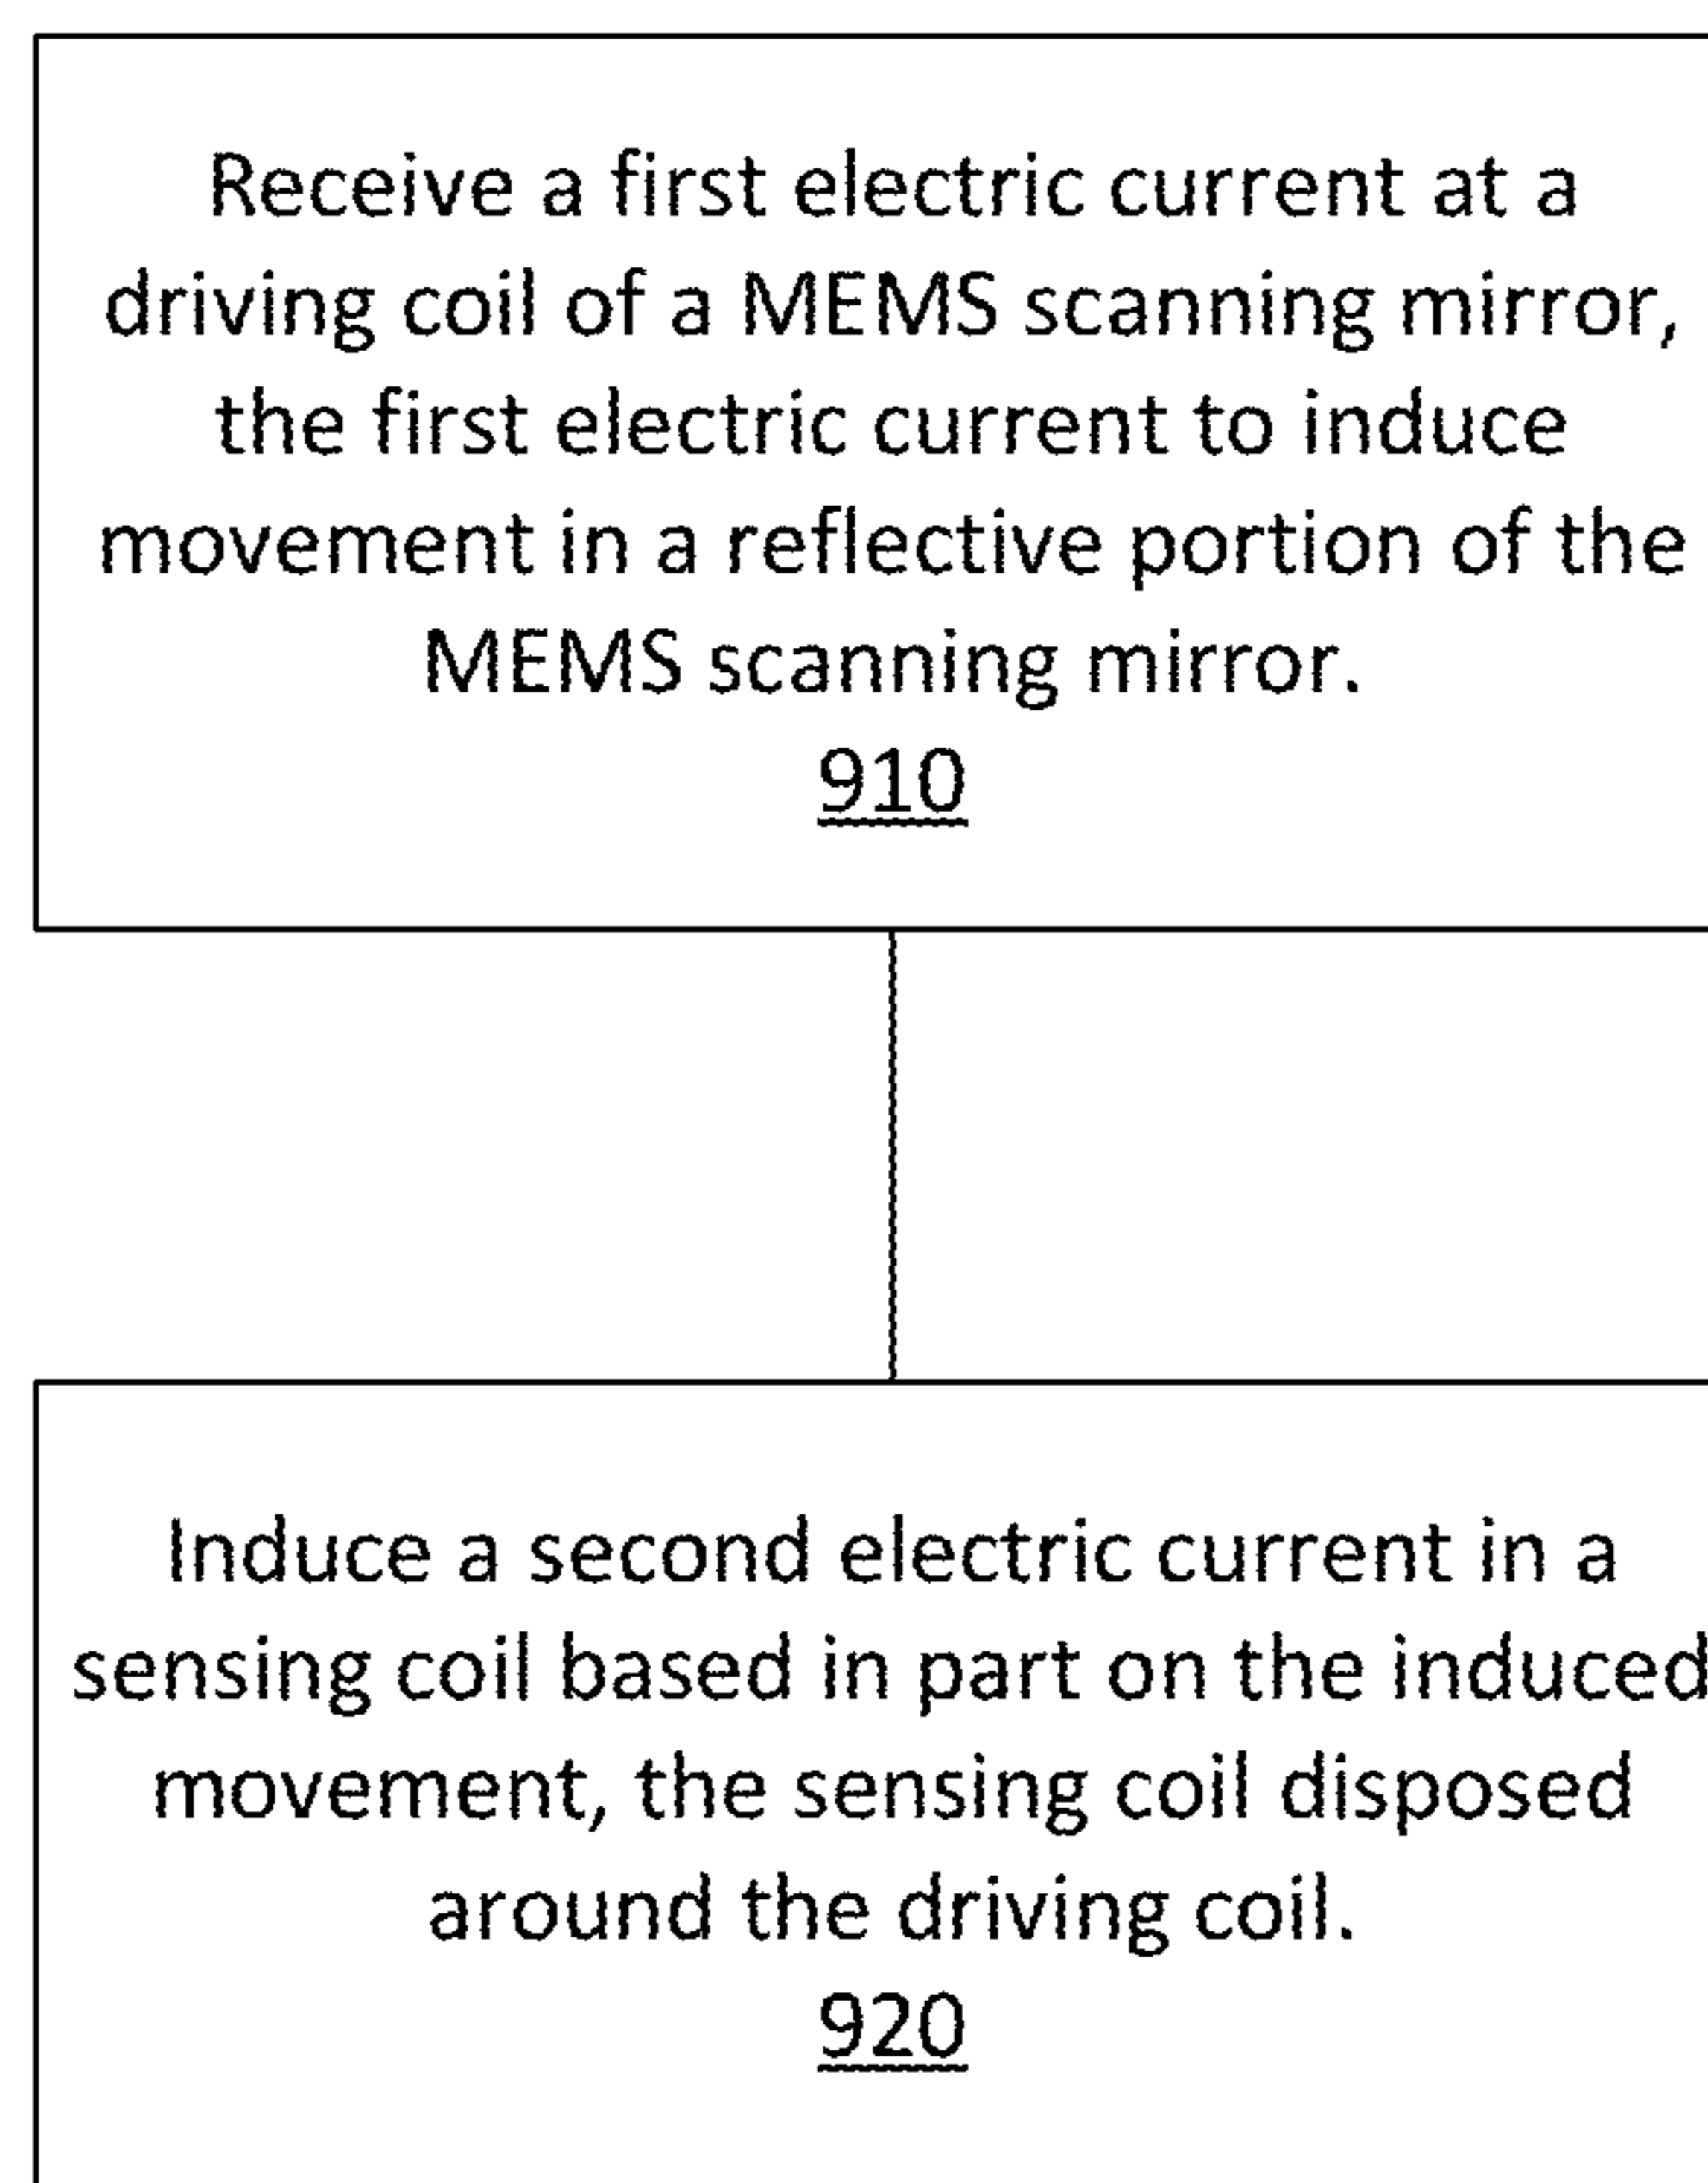 Receive a first electric current at a
driving coil of a MEMS scanning mirror,
the first electric current to induce
movement in a reflective portion of the
MEMS scanning mirror.
910
Induce a second electric current in a
sensing coil based in part on the induced
movement, the sensing coil disposed
around the driving coil.
920